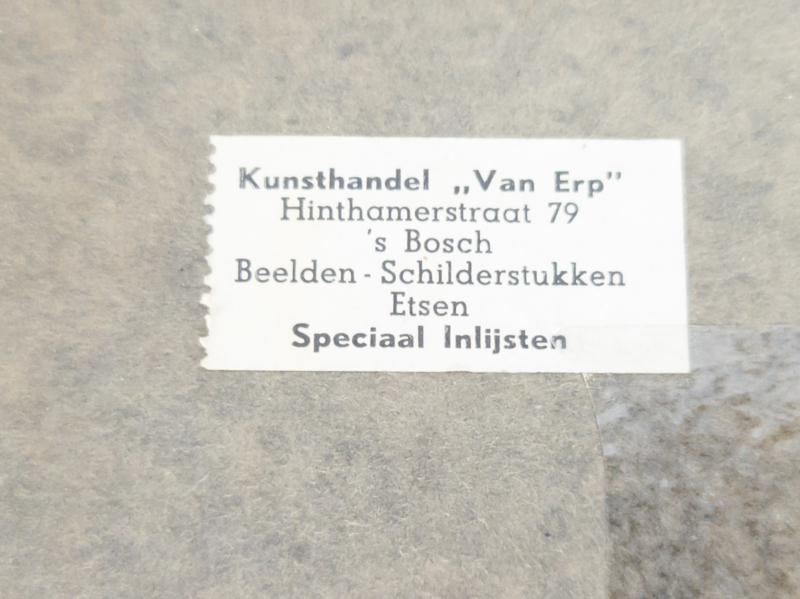 Kunsthandel „Van Erp”
Hinthamerstraat 79
's Bosch
Beelden - Schilderstukken
Etsen
Speciaal Inlijsten